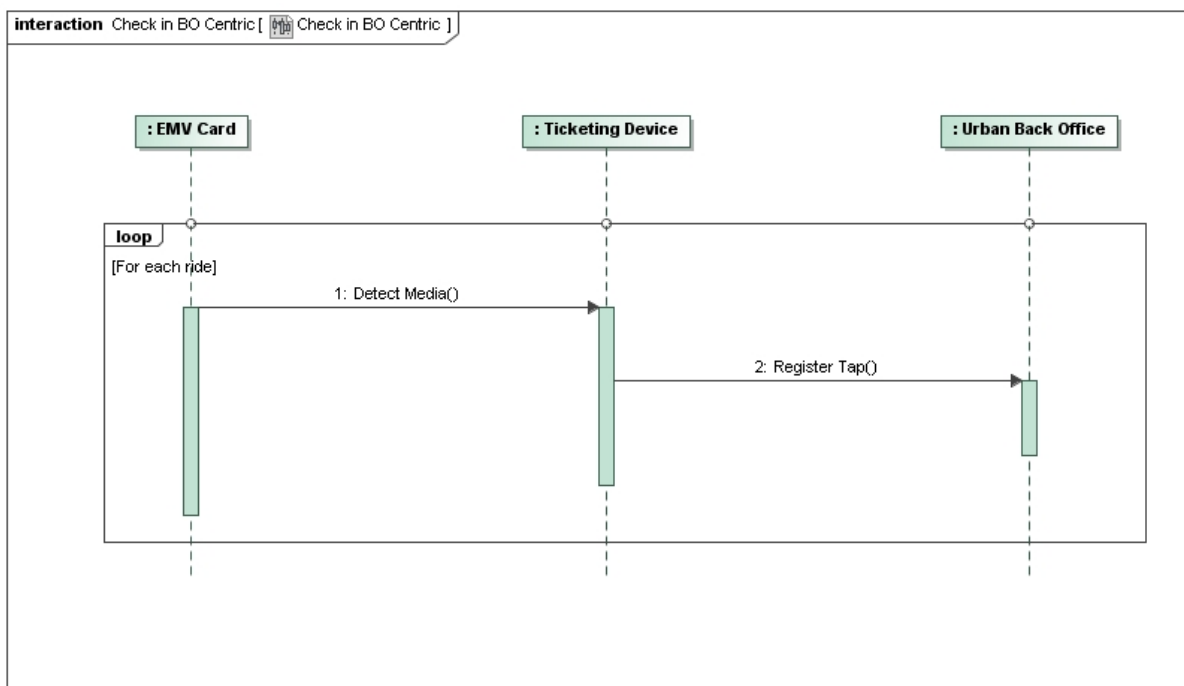 interaction Check in BO Centric [ Check in BO Centric ]
: EMV Card
: Ticketing Device
: Urban Back Office
loop
[For each ride]
1: Detect Media()
2: Register Tap()